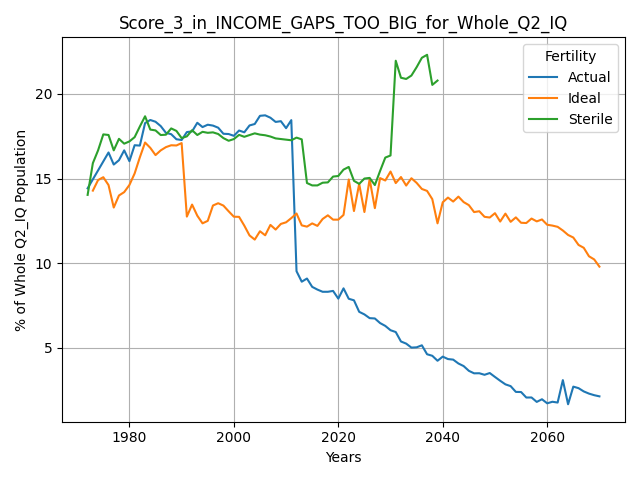 Score_3_in_INCOME_GAPS_TOO_BIG_for_Whole_Q2_IQ
Fertility
Actual
Ideal
Sterile
% of Whole Q2_IQ Population
20
15
10
5
1980
2000
2020
2040
2060
Years